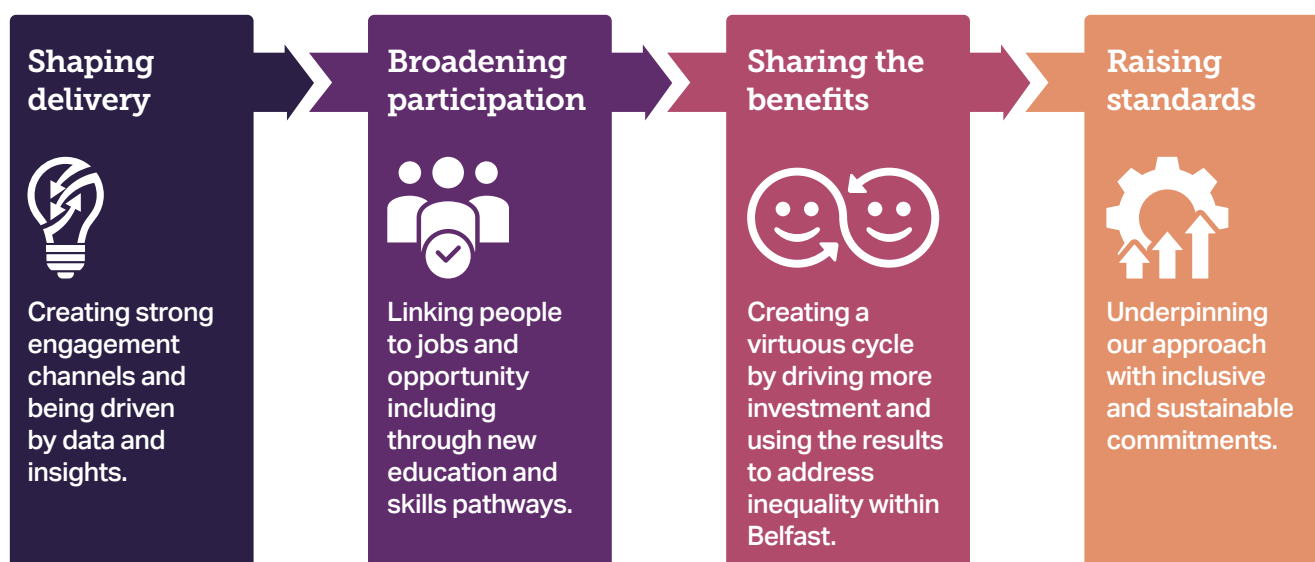 Shaping
delivery
Creating strong
engagement
channels and
being driven
by data and
insights.
Broadening
participation
Linking people
to jobs and
opportunity
including
through new
education and
skills pathways.
Sharing the
benefits
Creating a
virtuous cycle
by driving more
investment and
using the results
to address
inequality within
Belfast.
Raising
standards
Underpinning
our approach
with inclusive
and sustainable
commitments.